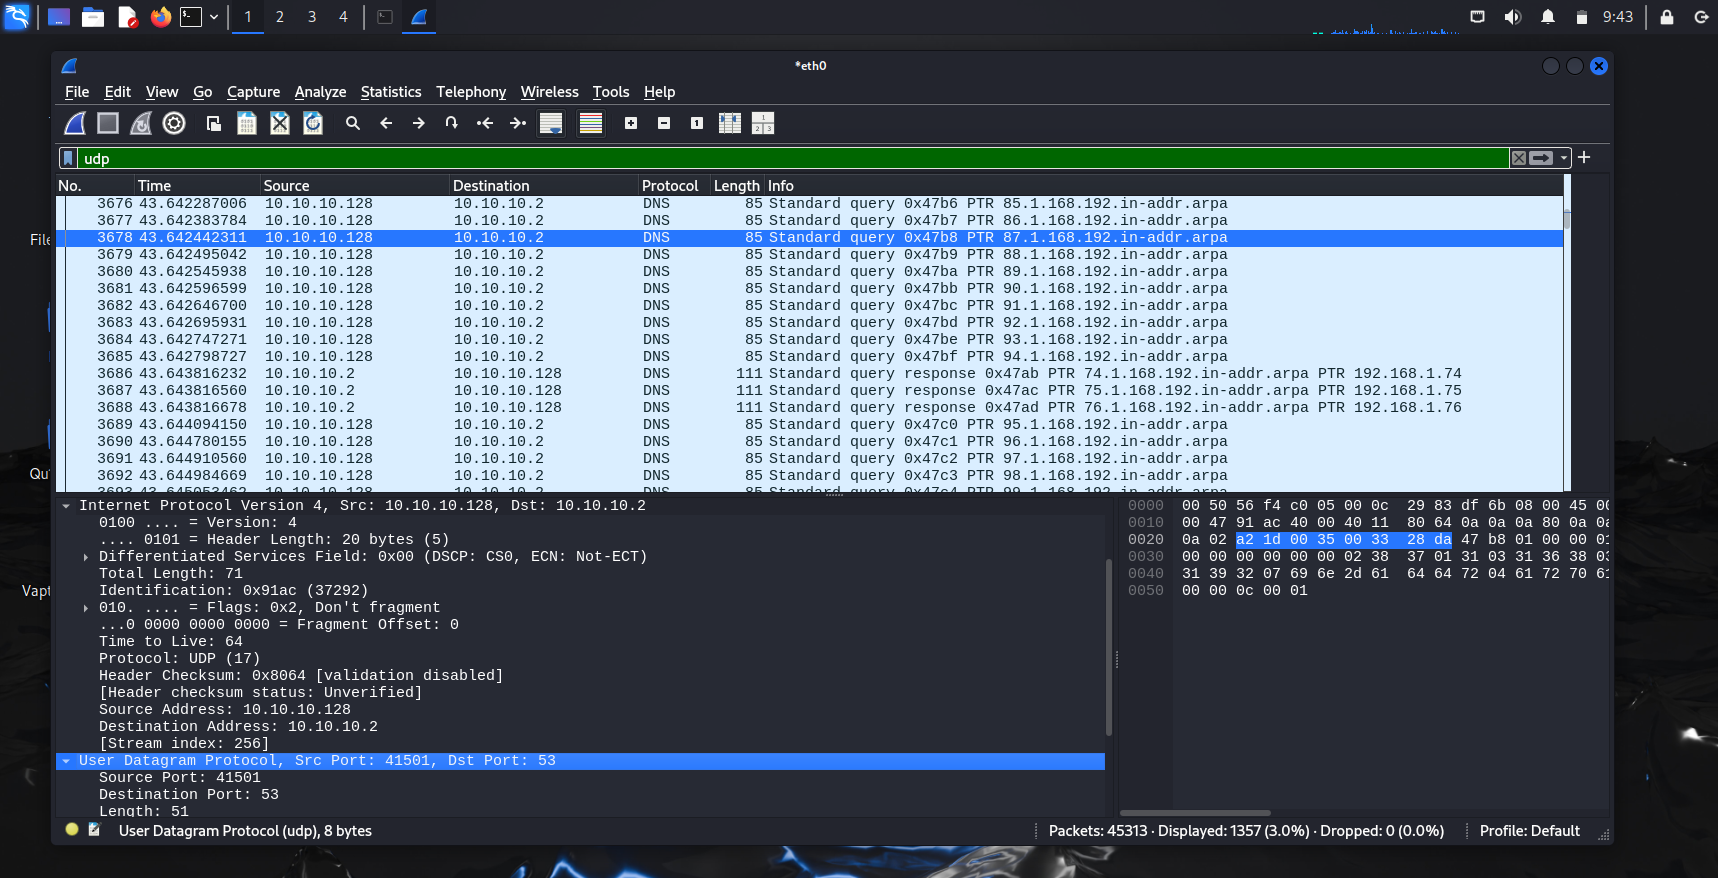 1 2 3 4 9:43
*eth0
File Edit View Go Capture Analyze Statistics Telephony Wireless Tools Help
udp
No. Time Source Destination Protocol Length Info
3676 43.642287006 10.10.10.128 10.10.10.2 DNS 85 Standard query 0x47b6 PTR 85.1.168.192.in-addr.arpa
3677 43.642383784 10.10.10.128 10.10.10.2 DNS 85 Standard query 0x47b7 PTR 86.1.168.192.in-addr.arpa
3678 43.642442311 10.10.10.128 10.10.10.2 DNS 85 Standard query 0x47b8 PTR 87.1.168.192.in-addr.arpa
3679 43.642495042 10.10.10.128 10.10.10.2 DNS 85 Standard query 0x47b9 PTR 88.1.168.192.in-addr.arpa
3680 43.642545938 10.10.10.128 10.10.10.2 DNS 85 Standard query 0x47ba PTR 89.1.168.192.in-addr.arpa
3681 43.642596599 10.10.10.128 10.10.10.2 DNS 85 Standard query 0x47bb PTR 90.1.168.192.in-addr.arpa
3682 43.642646700 10.10.10.128 10.10.10.2 DNS 85 Standard query 0x47bc PTR 91.1.168.192.in-addr.arpa
3683 43.642695931 10.10.10.128 10.10.10.2 DNS 85 Standard query 0x47bd PTR 92.1.168.192.in-addr.arpa
3684 43.642747271 10.10.10.128 10.10.10.2 DNS 85 Standard query 0x47be PTR 93.1.168.192.in-addr.arpa
3685 43.642798727 10.10.10.128 10.10.10.2 DNS 85 Standard query 0x47bf PTR 94.1.168.192.in-addr.arpa
3686 43.643816232 10.10.10.2 10.10.10.128 DNS 111 Standard query response 0x47ab PTR 74.1.168.192.in-addr.arpa PTR 192.168.1.74
3687 43.643816560 10.10.10.2 10.10.10.128 DNS 111 Standard query response 0x47ac PTR 75.1.168.192.in-addr.arpa PTR 192.168.1.75
3688 43.643816678 10.10.10.2 10.10.10.128 DNS 111 Standard query response 0x47ad PTR 76.1.168.192.in-addr.arpa PTR 192.168.1.76
3689 43.644094150 10.10.10.128 10.10.10.2 DNS 85 Standard query 0x47c0 PTR 95.1.168.192.in-addr.arpa
3690 43.644780155 10.10.10.128 10.10.10.2 DNS 85 Standard query 0x47c1 PTR 96.1.168.192.in-addr.arpa
3691 43.644910560 10.10.10.128 10.10.10.2 DNS 85 Standard query 0x47c2 PTR 97.1.168.192.in-addr.arpa
3692 43.644984669 10.10.10.128 10.10.10.2 DNS 85 Standard query 0x47c3 PTR 98.1.168.192.in-addr.arpa
File
Qu
Vapt
Internet Protocol Version 4, Src: 10.10.10.128, Dst: 10.10.10.2
0100 .... = Version: 4
.... 0101 = Header Length: 20 bytes (5)
Differentiated Services Field: 0x00 (DSCP: CS0, ECN: Not-ECT)
Total Length: 71
Identification: 0x91ac (37292)
010. .... = Flags: 0x2, Don't fragment
...0 0000 0000 0000 = Fragment Offset: 0
Time to Live: 64
Protocol: UDP (17)
Header Checksum: 0x8064 [validation disabled]
[Header checksum status: Unverified]
Source Address: 10.10.10.128
Destination Address: 10.10.10.2
[Stream index: 256]
User Datagram Protocol, Src Port: 41501, Dst Port: 53
Source Port: 41501
Destination Port: 53
Length: 51
0000 00 50 56 f4 c0 05 00 0c 29 83 df 6b 08 00 45 00
0010 00 47 91 ac 40 00 40 11 80 64 0a 0a 0a 80 0a 0a
0020 0a 02 a2 1d 00 35 00 33 28 da 47 b8 01 00 00 01
0030 00 00 00 00 00 00 02 38 37 01 31 03 31 36 38 03
0040 31 39 32 07 69 6e 2d 61 64 64 72 04 61 72 70 61
0050 00 00 0c 00 01
User Datagram Protocol (udp), 8 bytes
Packets: 45313 · Displayed: 1357 (3.0%) · Dropped: 0 (0.0%)
Profile: Default